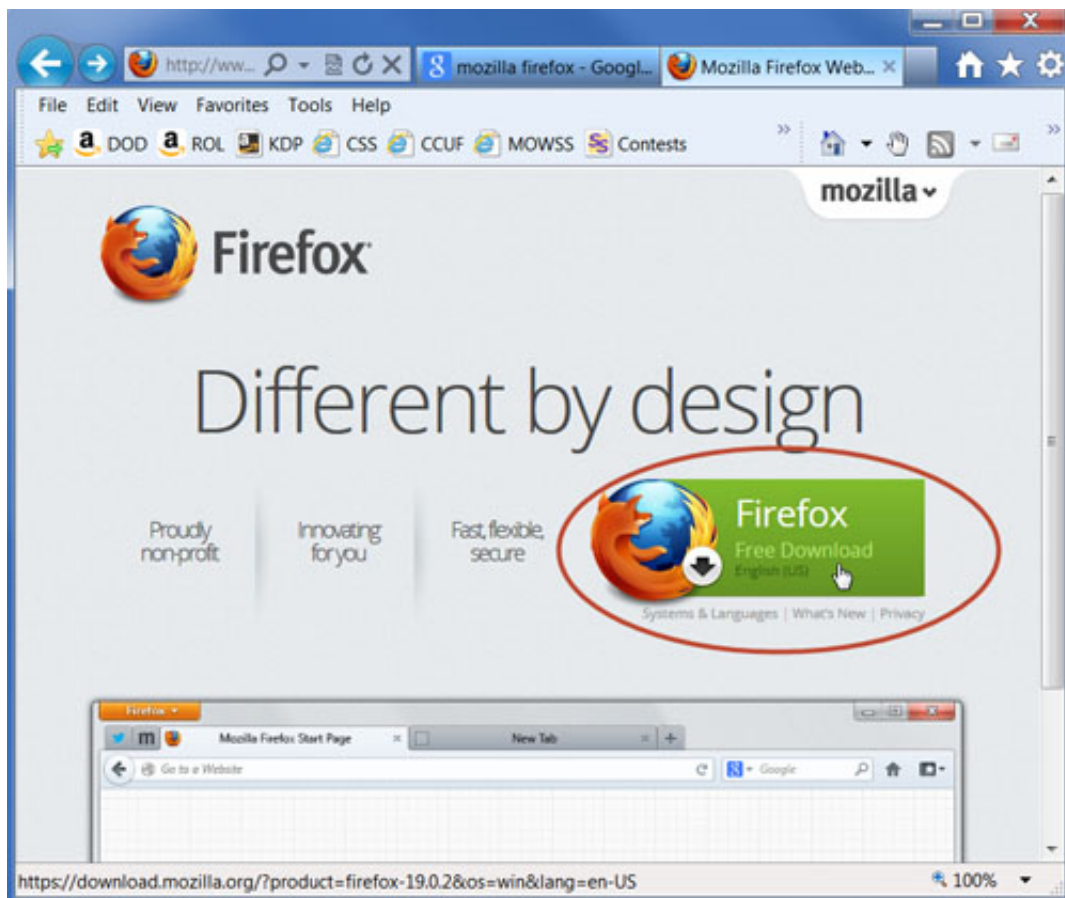 http://ww...
mozilla firefox - Googl...
Mozilla Firefox Web...
File Edit View Favorites Tools Help
DOD ROL KDP CSS CCUF MOWSS Contests
mozilla
Firefox
Different by design
Proudly
non-profit
Innovating
for you
Fast, flexible,
secure
Firefox
Free Download
English (US)
Systems & Languages | What's New | Privacy
Firefox
Mozilla Firefox Start Page
New Tab
Go to a Website
Google
https://download.mozilla.org/?product=firefox-19.0.2&os=win&lang=en-US
100%